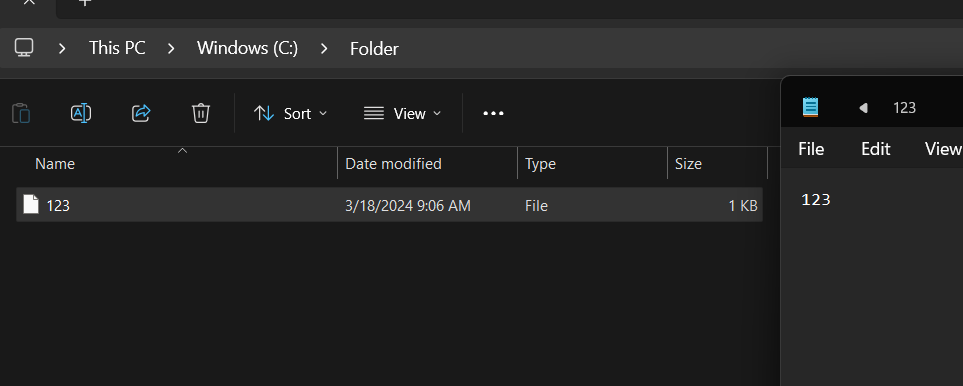 This PC > Windows (C:) > Folder
Sort View
Name Date modified Type Size
123 3/18/2024 9:06 AM File 1 KB
123
File Edit View
123